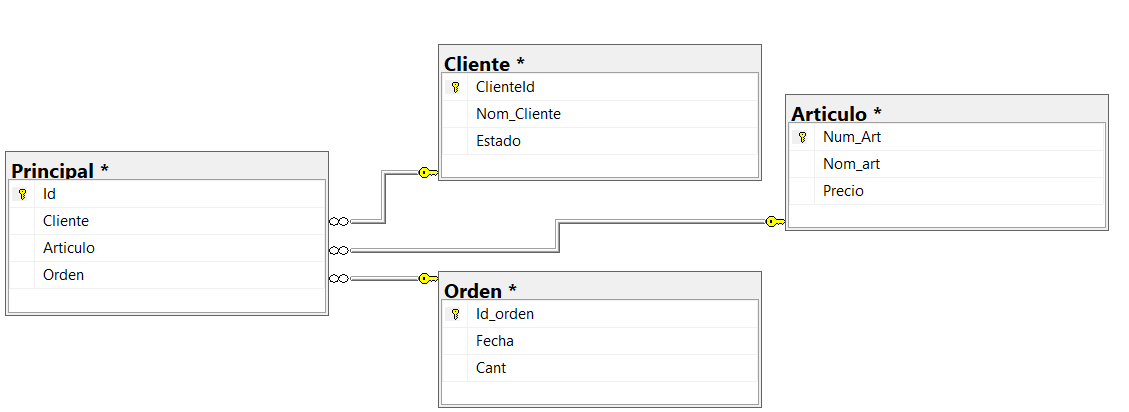 Principal *
Id
Cliente
Articulo
Orden
Cliente *
ClienteId
Nom_Cliente
Estado
Articulo *
Num_Art
Nom_art
Precio
Orden *
Id_orden
Fecha
Cant